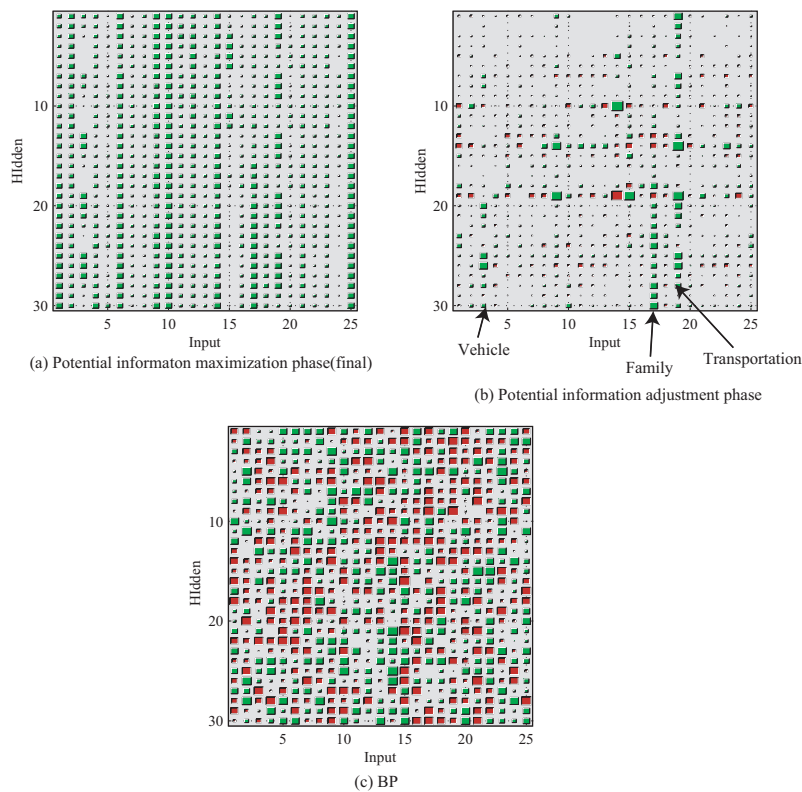 10
20
30
HIdden
5
10
15
20
25
Input
(a) Potential informaton maximization phase(final)
10
20
30
HIdden
5
10
15
20
25
Input
Vehicle
Family
Transportation
(b) Potential information adjustment phase
10
20
30
HIdden
5
10
15
20
25
Input
(c) BP